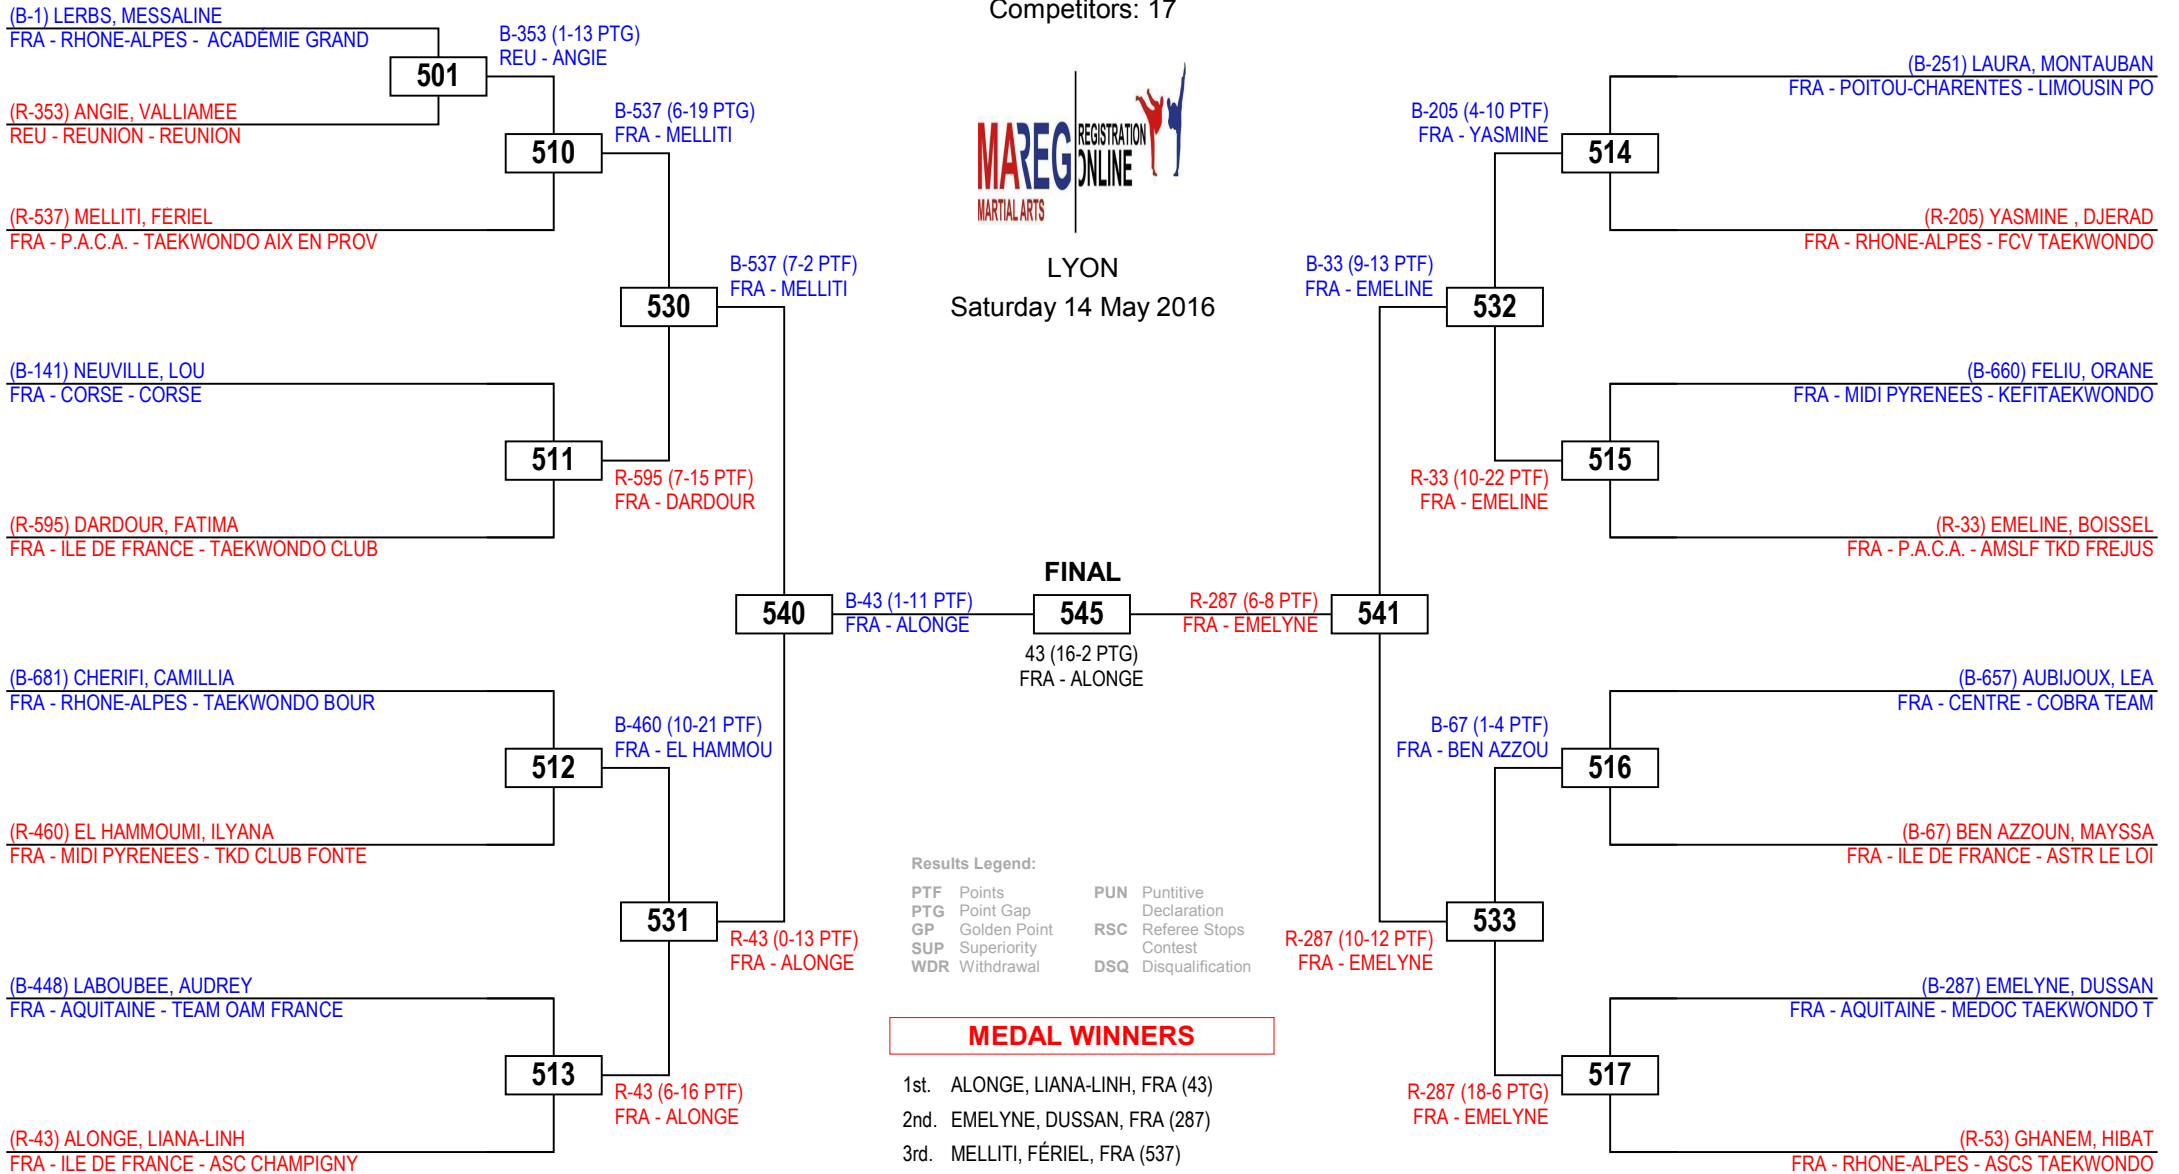 Competitors: 17
MAREG
REGISTRATION
ONLINE
MARTIAL ARTS
LYON
Saturday 14 May 2016
(B-1) LERBS, MESSALINE
FRA - RHONE-ALPES - ACADÉMIE GRAND
501
(R-353) ANGIE, VALLIAMEE
REU - REUNION - REUNION
B-353 (1-13 PTG)
REU - ANGIE
510
(R-537) MELLITI, FÉRIEL
FRA - P.A.C.A. - TAEKWONDO AIX EN PROV
B-537 (6-19 PTG)
FRA - MELLITI
530
B-537 (7-2 PTF)
FRA - MELLITI
(B-141) NEUVILLE, LOU
FRA - CORSE - CORSE
511
R-595 (7-15 PTF)
FRA - DARDOUR
(R-595) DARDOUR, FATIMA
FRA - ILE DE FRANCE - TAEKWONDO CLUB
540
B-43 (1-11 PTF)
FRA - ALONGE
(B-681) CHERIFI, CAMILLIA
FRA - RHONE-ALPES - TAEKWONDO BOUR
512
B-460 (10-21 PTF)
FRA - EL HAMMOU
(R-460) EL HAMMOUMI, ILYANA
FRA - MIDI PYRENEES - TKD CLUB FONTE
531
R-43 (0-13 PTF)
FRA - ALONGE
(B-448) LABOUBEE, AUDREY
FRA - AQUITAINE - TEAM OAM FRANCE
513
R-43 (6-16 PTF)
FRA - ALONGE
(R-43) ALONGE, LIANA-LINH
FRA - ILE DE FRANCE - ASC CHAMPIGNY
FINAL
545
43 (16-2 PTG)
FRA - ALONGE
(B-251) LAURA, MONTAUBAN
FRA - POITOU-CHARENTES - LIMOUSIN PO
B-205 (4-10 PTF)
FRA - YASMINE
514
(R-205) YASMINE , DJERAD
FRA - RHONE-ALPES - FCV TAEKWONDO
B-33 (9-13 PTF)
FRA - EMELINE
532
(B-660) FELIU, ORANE
FRA - MIDI PYRENEES - KEFITAEKWONDO
515
R-33 (10-22 PTF)
FRA - EMELINE
(R-33) EMELINE, BOISSEL
FRA - P.A.C.A. - AMSLF TKD FREJUS
R-287 (6-8 PTF)
FRA - EMELYNE
541
(B-657) AUBIJOUX, LEA
FRA - CENTRE - COBRA TEAM
B-67 (1-4 PTF)
FRA - BEN AZZOU
516
(B-67) BEN AZZOUN, MAYSSA
FRA - ILE DE FRANCE - ASTR LE LOI
533
R-287 (10-12 PTF)
FRA - EMELYNE
(B-287) EMELYNE, DUSSAN
FRA - AQUITAINE - MEDOC TAEKWONDO T
517
R-287 (18-6 PTG)
FRA - EMELYNE
(R-53) GHANEM, HIBAT
FRA - RHONE-ALPES - ASCS TAEKWONDO
Results Legend:
PTF Points PUN Puntitive
PTG Point Gap Declaration
GP Golden Point RSC Referee Stops
SUP Superiority Contest
WDR Withdrawal DSQ Disqualification
MEDAL WINNERS
1st. ALONGE, LIANA-LINH, FRA (43)
2nd. EMELYNE, DUSSAN, FRA (287)
3rd. MELLITI, FÉRIEL, FRA (537)